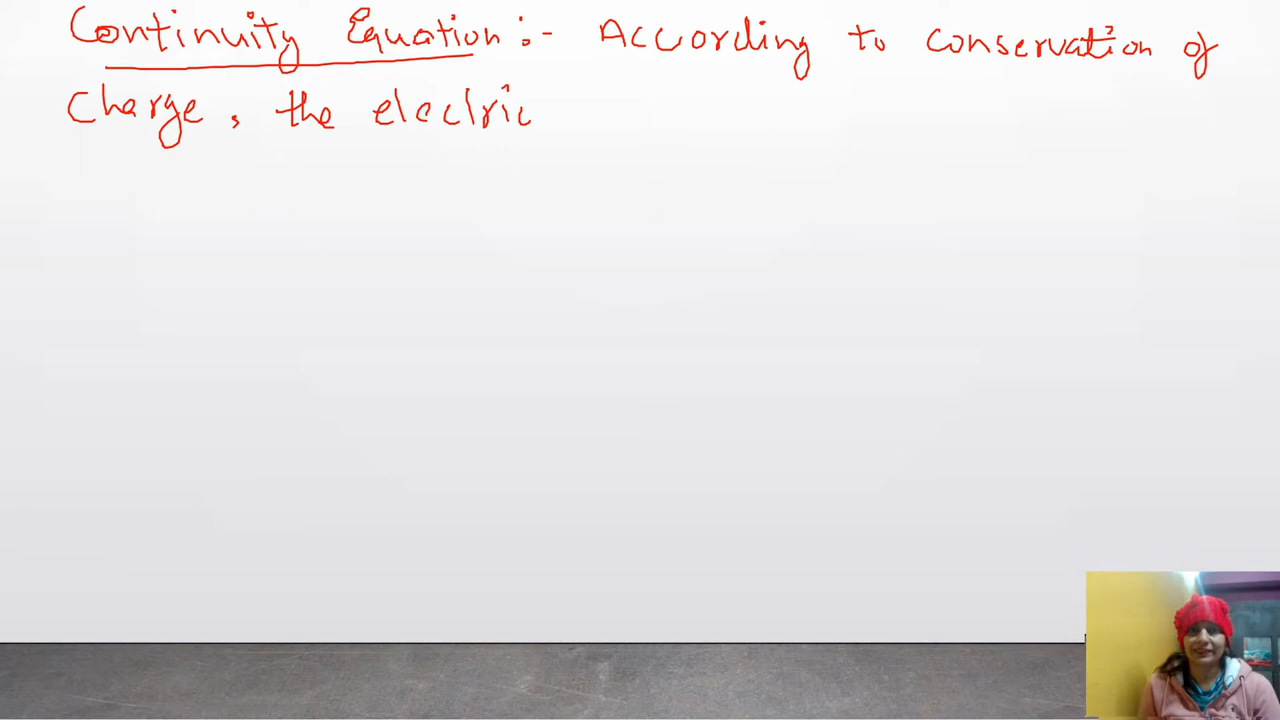 Continuity Equation :- According to conservation of
Charge, the electric